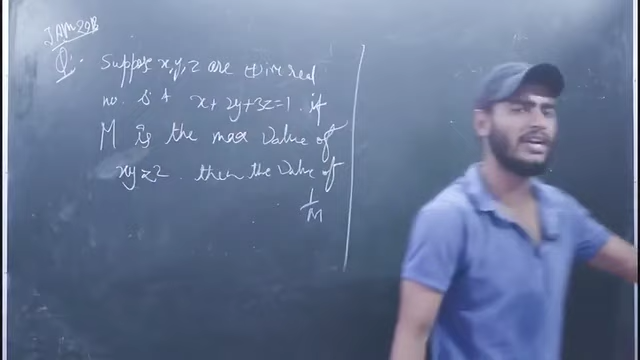 JAM 2018
Q:- Suppose x, y, z are +ive real
no. s.t x + 2y + 3z = 1. if
M is the max value of
xyz2. then the value of
1/M